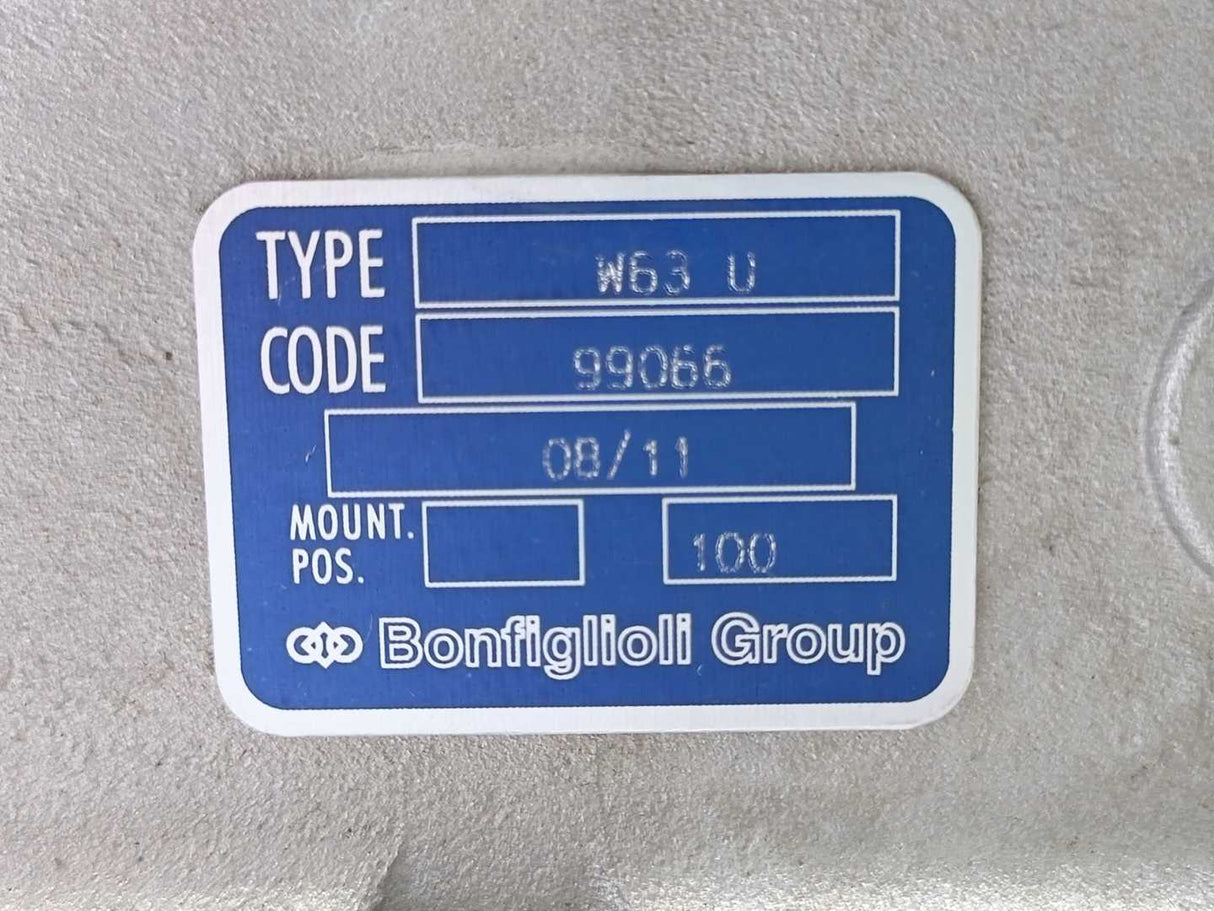 TYPE W63 U
CODE 99066
08/11
MOUNT. POS. 100
Bonfiglioli Group